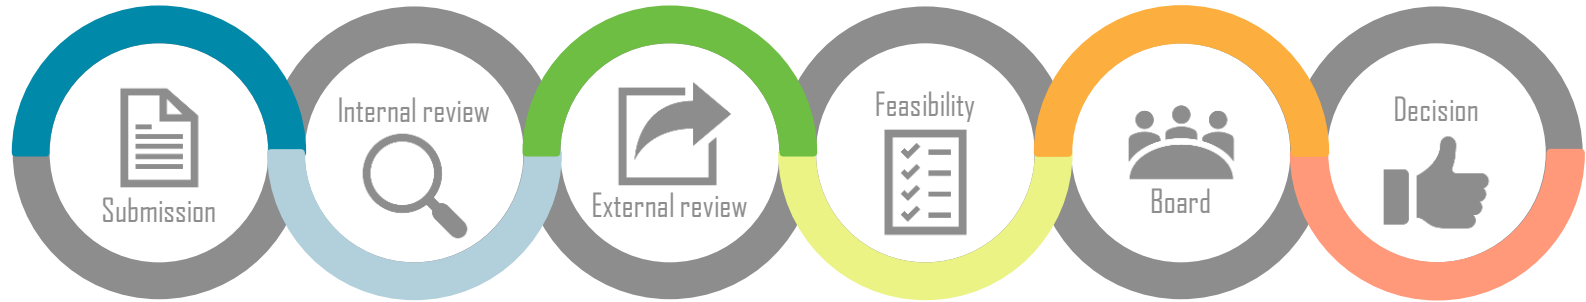 Submission
Internal review
External review
Feasibility
Board
Decision